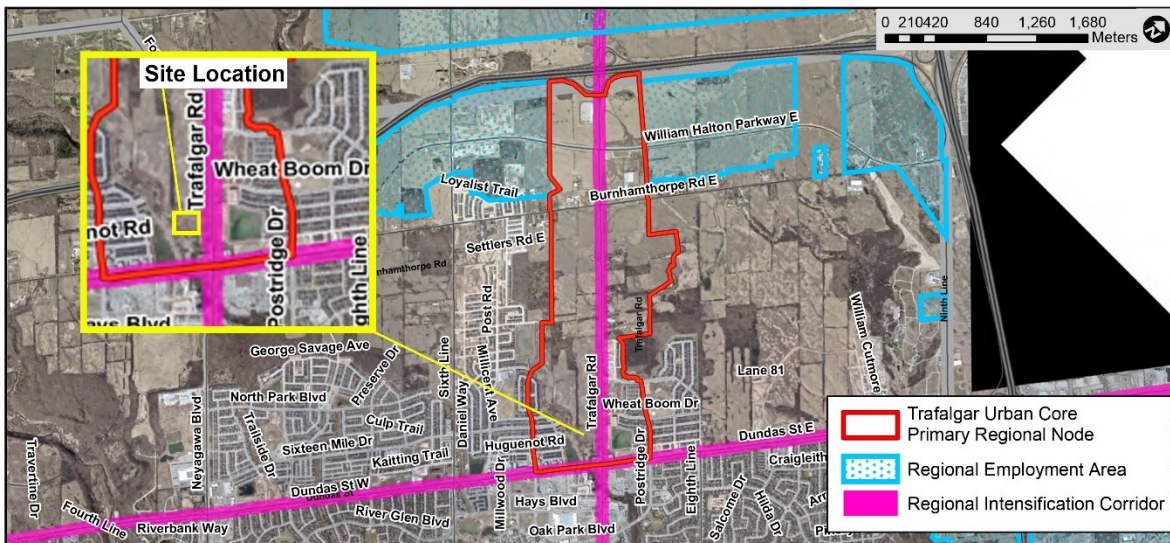 0 210420 840 1,260 1,680
Meters
Fo
Site Location
Trafalgar Rd
Wheat Boom Dr
not Rd
Postridge Dr
ghth Line
ays Blvd
William Halton Parkway E
Loyalist Trail
Burnhamthorpe Rd E
Settlers Rd E
rnhamthorpe Rd
Post Rd
Trafalgar Rd
William Cutmore
Ninth Line
George Savage Ave
Preserve Dr
Sixth Line
Millicent Ave
Trafalgar Rd
Lane 81
North Park Blvd
Daniel Way
Wheat Boom Dr
Neyagawa Blvd
Trailside Dr
Culp Trail
Travertine Dr
Sixteen Mile Dr
Huguenot Rd
Dundas St E
Kaitting Trail
Postridge Dr
Eighth Line
Craigleith
Dundas St W
Dundas St
Millwood Dr
Hays Blvd
Salcome Dr
Hilda Dr
Fourth Line
Riverbank Way
River Glen Blvd
Oak Park Blvd
Trafalgar Urban Core
Primary Regional Node
Regional Employment Area
Regional Intensification Corridor